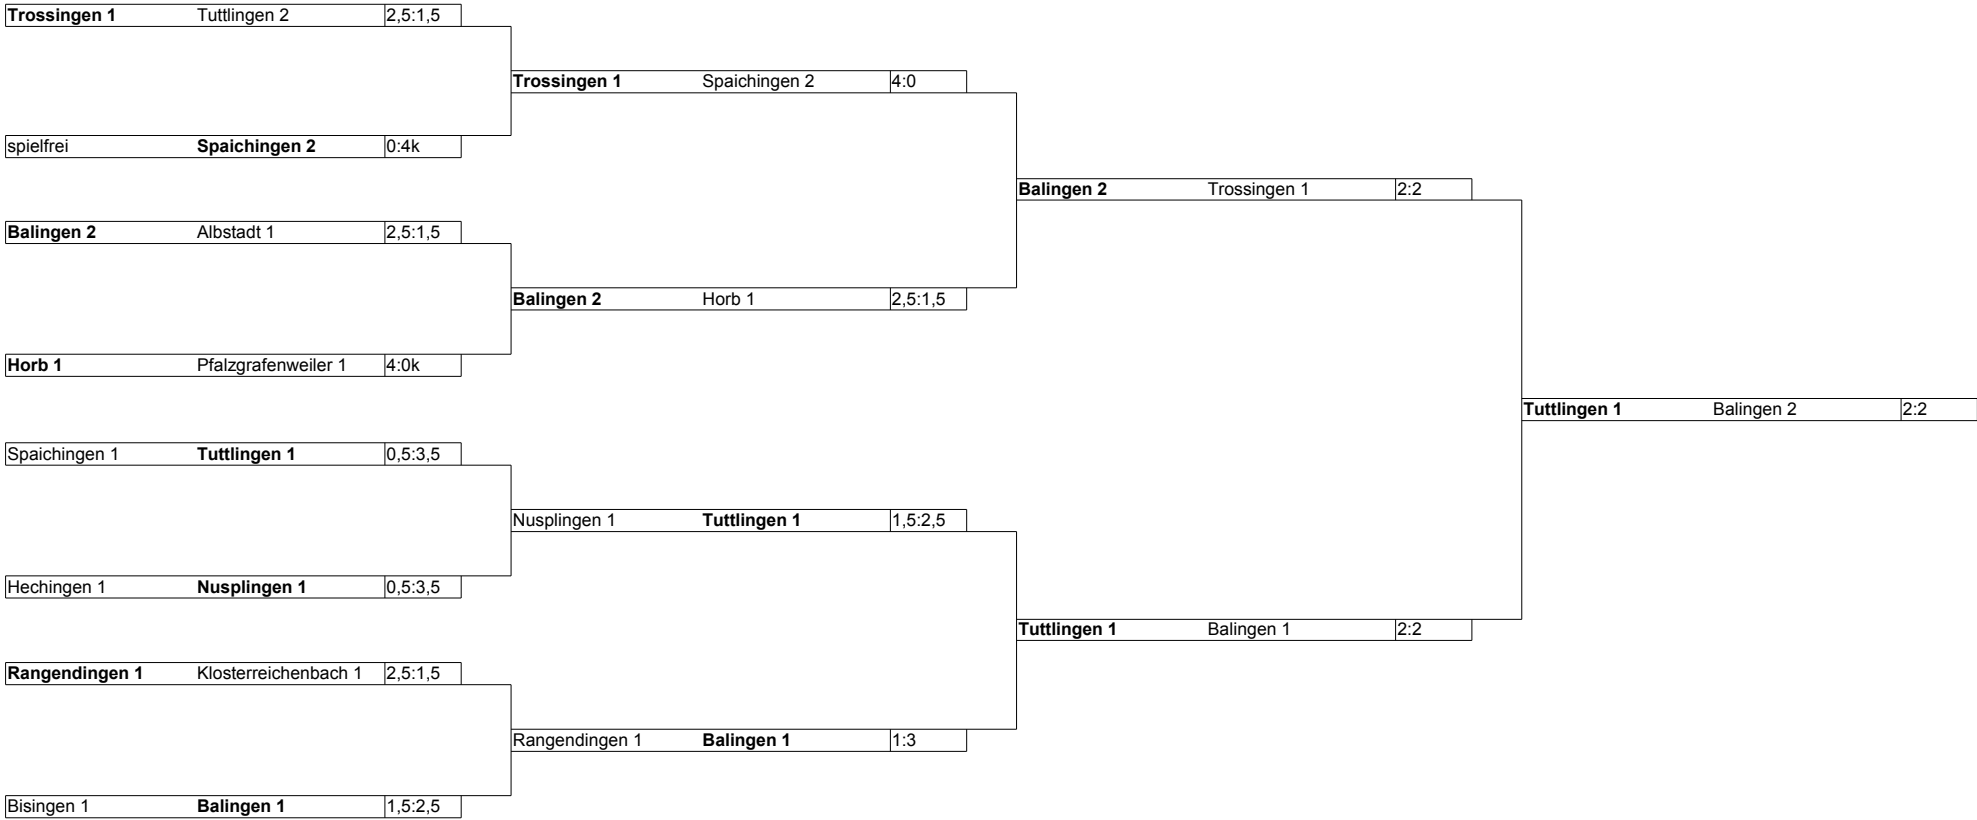 Trossingen 1 Tuttlingen 2 2,5:1,5
Trossingen 1 Spaichingen 2 4:0
spielfrei Spaichingen 2 0:4k
Balingen 2 Trossingen 1 2:2
Balingen 2 Albstadt 1 2,5:1,5
Balingen 2 Horb 1 2,5:1,5
Horb 1 Pfalzgrafenweiler 1 4:0k
Tuttlingen 1 Balingen 2 2:2
Spaichingen 1 Tuttlingen 1 0,5:3,5
Nusplingen 1 Tuttlingen 1 1,5:2,5
Hechingen 1 Nusplingen 1 0,5:3,5
Tuttlingen 1 Balingen 1 2:2
Rangendingen 1 Klosterreichenbach 1 2,5:1,5
Rangendingen 1 Balingen 1 1:3
Bisingen 1 Balingen 1 1,5:2,5